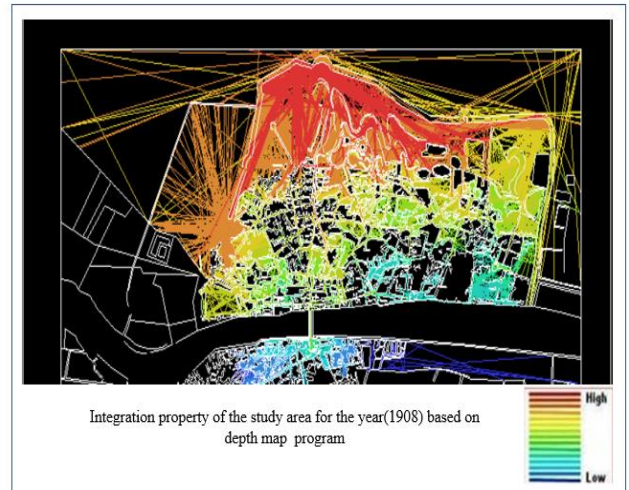 High
Low
Integration property of the study area for the year(1908) based on
depth map program